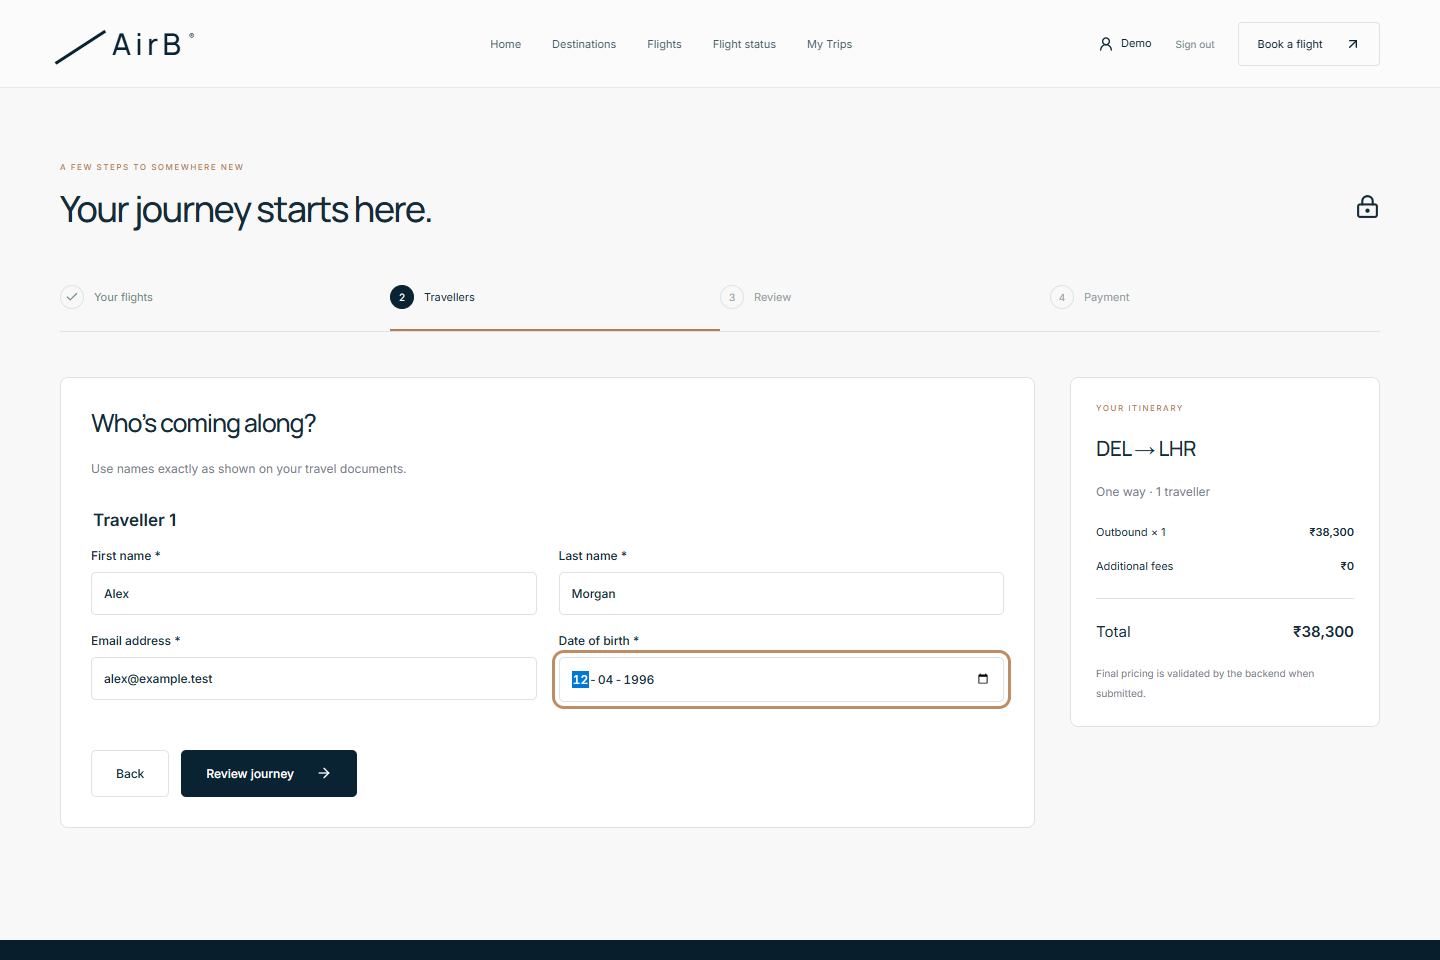 AirB®
Home
Destinations
Flights
Flight status
My Trips
Demo
Sign out
Book a flight
A FEW STEPS TO SOMEWHERE NEW
Your journey starts here.
Your flights
2 Travellers
3 Review
4 Payment
Who's coming along?
Use names exactly as shown on your travel documents.
Traveller 1
First name *
Last name *
Alex
Morgan
Email address *
Date of birth *
alex@example.test
12-04-1996
Back
Review journey →
YOUR ITINERARY
DEL→LHR
One way · 1 traveller
Outbound × 1 ₹38,300
Additional fees ₹0
Total ₹38,300
Final pricing is validated by the backend when
submitted.